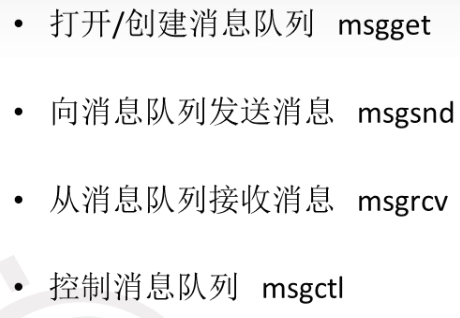 • 打开/创建消息队列 msgget
• 向消息队列发送消息 msgsnd
• 从消息队列接收消息 msgrcv
• 控制消息队列 msgctl